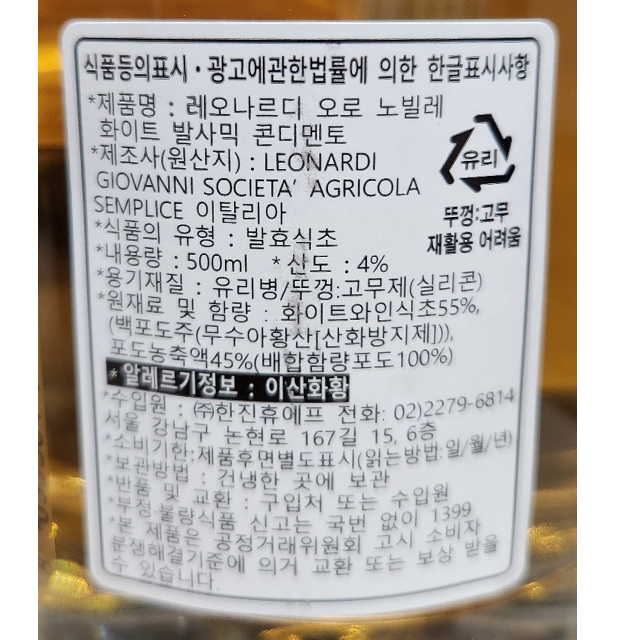 식품등의표시·광고에관한법률에 의한 한글표시사항
*제품명 : 레오나르디 오로 노빌레
화이트 발사믹 콘디멘토
*제조사(원산지) : LEONARDI
GIOVANNI SOCIETA' AGRICOLA
SEMPLICE 이탈리아
유리
뚜껑:고무
재활용 어려움
*식품의 유형 : 발효식초
*내용량 : 500ml *산도 : 4%
*용기재질 : 유리병/뚜껑:고무제(실리콘)
*원재료 및 함량 : 화이트와인식초55%,
(백포도주(무수아황산[산화방지제])),
포도농축액45%(배합함량포도100%)
* 알레르기정보 : 이산화황
*수입원 : ㈜한진휴에프 전화: 02)2279-6814
서울 강남구 논현로 167길 15, 6층
*소비기한:제품후면별도표시(읽는방법:일/월/년)
*보관방법 : 건냉한 곳에 보관
*반품 및 교환 : 구입처 또는 수입원
*부정·불량식품 신고는 국번 없이 1399
*본 제품은 공정거래위원회 고시 소비자
분쟁해결기준에 의거 교환 또는 보상 받을
수 있습니다.